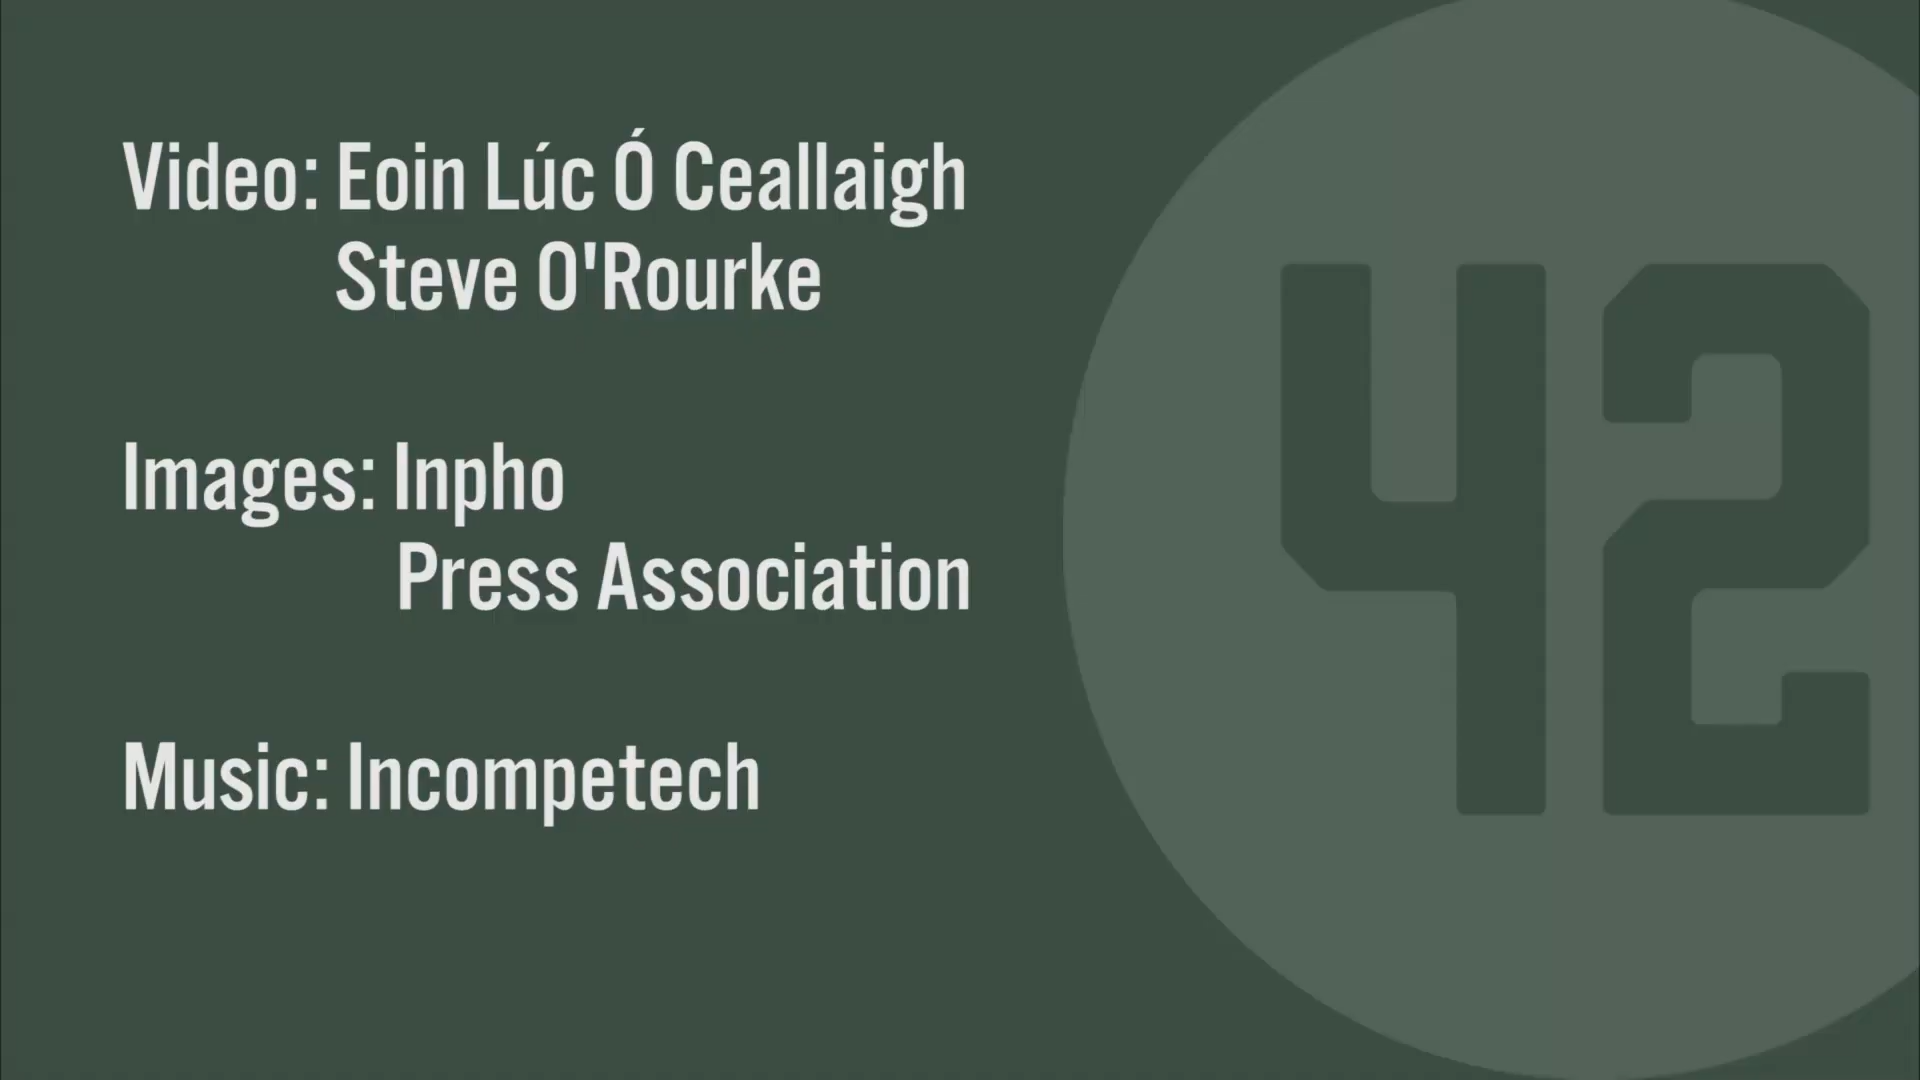 Video: Eoin Lúc Ó Ceallaigh
Steve O'Rourke
Images: Inpho
Press Association
Music: Incompetech
42